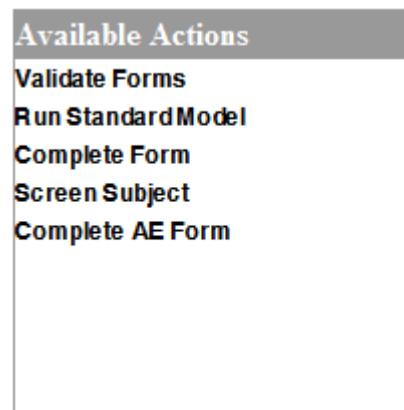 Available Actions
Validate Forms
Run Standard Model
Complete Form
Screen Subject
Complete AE Form